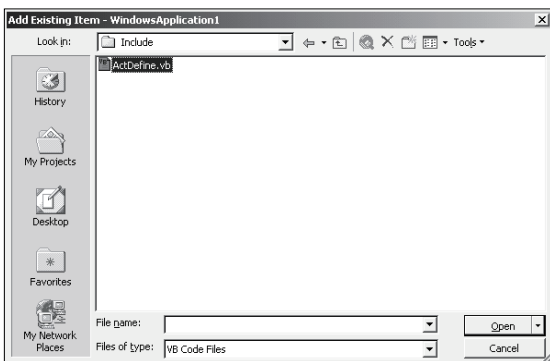 Add Existing Item - WindowsApplication1
Look in:
Include
Tools
ActDefine.vb
History
My Projects
Desktop
Favorites
My Network
Places
File name:
Open
Files of type:
VB Code Files
Cancel